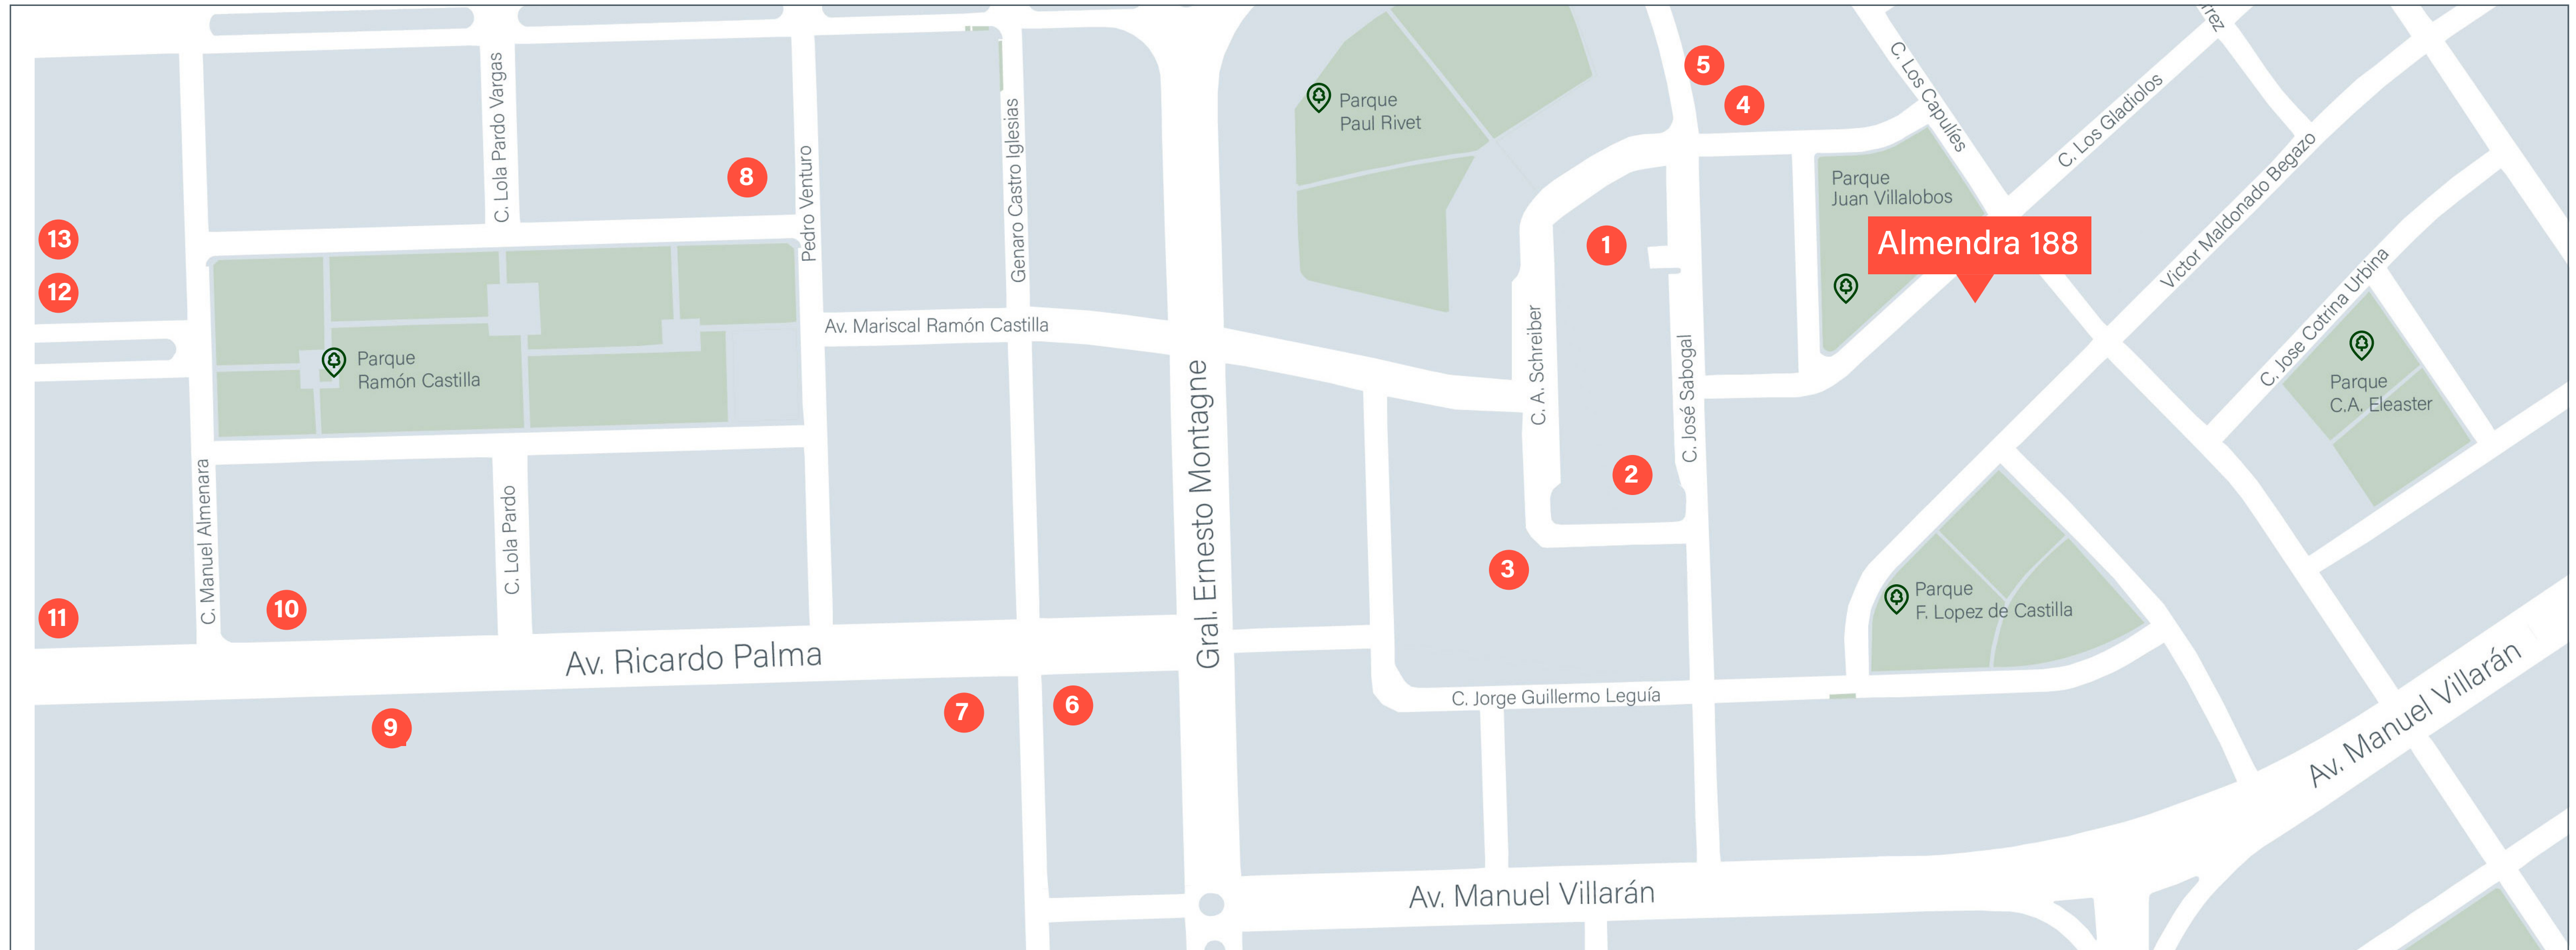 C. Lola Pardo Vargas
Pedro Venturo
Genaro Castro Iglesias
Parque
Paul Rivet
5
4
C. Los Capulíes
C. Los Gladiolos
Victor Maldonado Begazo
8
13
12
1
Parque
Juan Villalobos
Almendra 188
Av. Mariscal Ramón Castilla
Parque
Ramón Castilla
C. A. Schreiber
C. José Sabogal
C. Jose Cotrina Urbina
Parque
C.A. Eleaster
2
3
C. Manuel Almenara
C. Lola Pardo
Gral. Ernesto Montagne
11
10
Parque
F. Lopez de Castilla
Av. Ricardo Palma
C. Jorge Guillermo Leguía
9
7
6
Av. Manuel Villarán
Av. Manuel Villarán